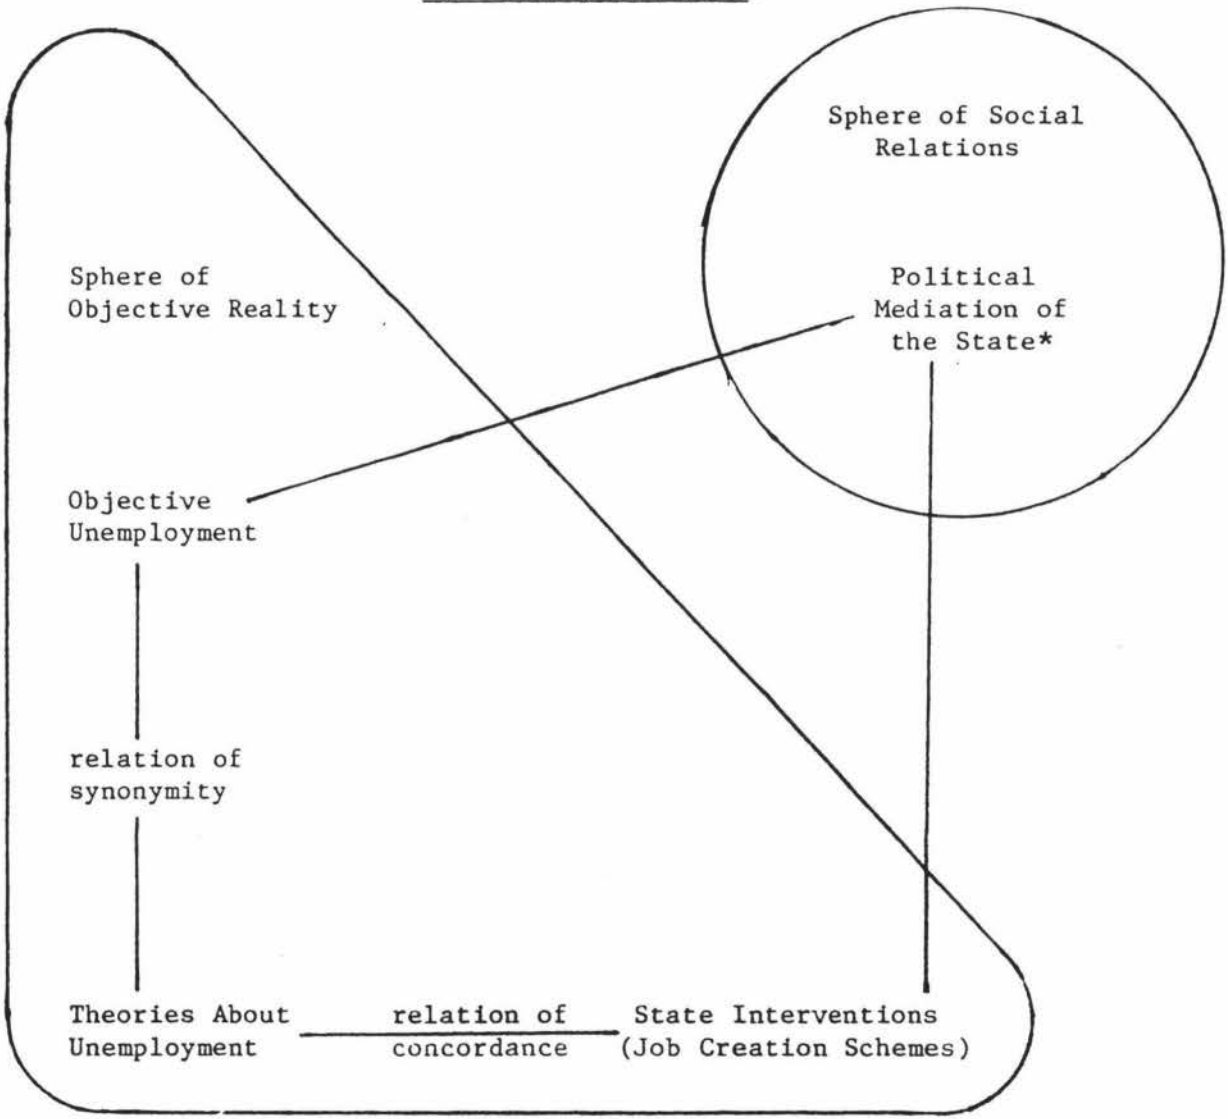 Sphere of Social
Relations
Sphere of
Objective Reality
Political
Mediation of
the State*
Objective
Unemployment
relation of
synonymity
Theories About
Unemployment
relation of
concordance
State Interventions
(Job Creation Schemes)